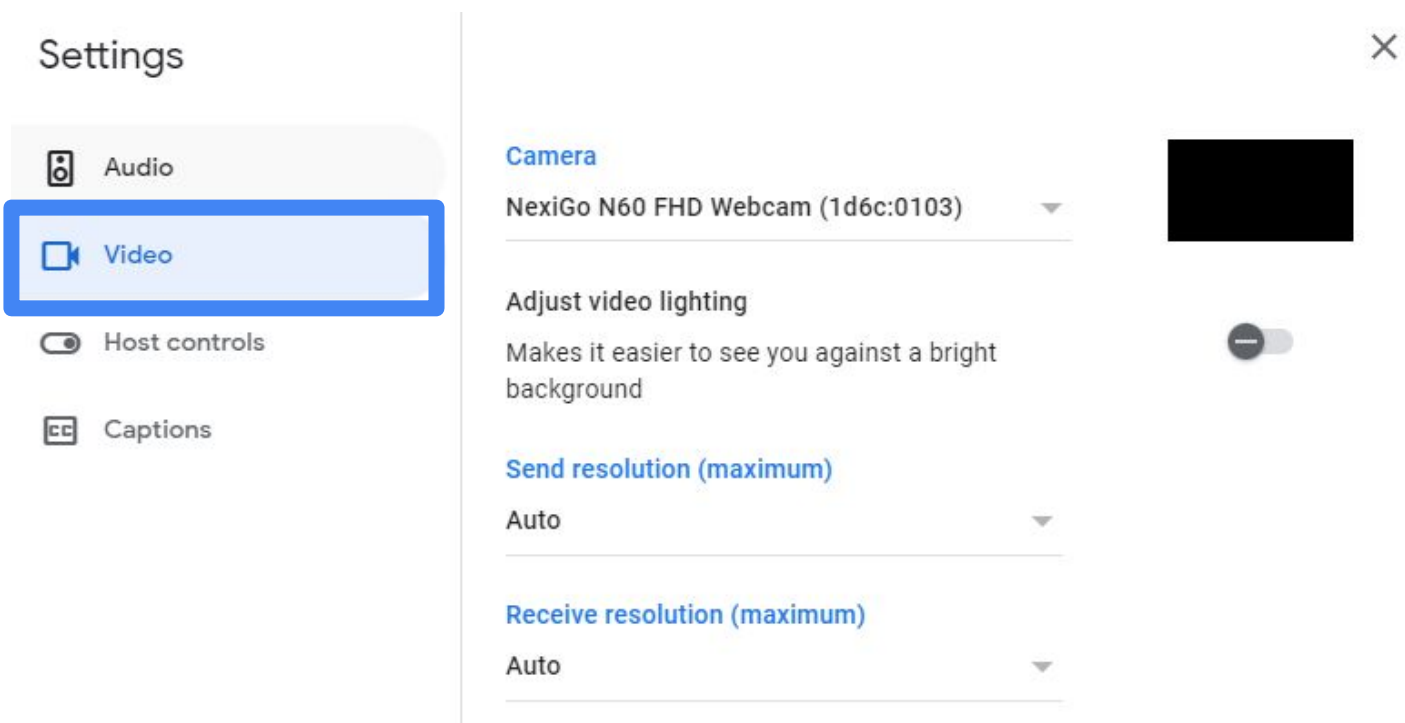 Settings
Audio
Video
Host controls
CC
Captions
Camera
NexiGo N60 FHD Webcam (1d6c:0103)
Adjust video lighting
Makes it easier to see you against a bright
background
Send resolution (maximum)
Auto
Receive resolution (maximum)
Auto